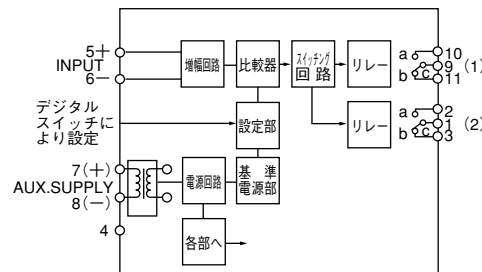 5＋
INPUT
6－
増幅回路
比較器
スイッチング
回路
リレー
a
b
c
10
9
11
(1)
リレー
a
b
c
2
1
3
(2)
デジタル
スイッチに
より設定
設定部
7(＋)
AUX.SUPPLY
8(－)
電源回路
基 準
電源部
4
各部へ